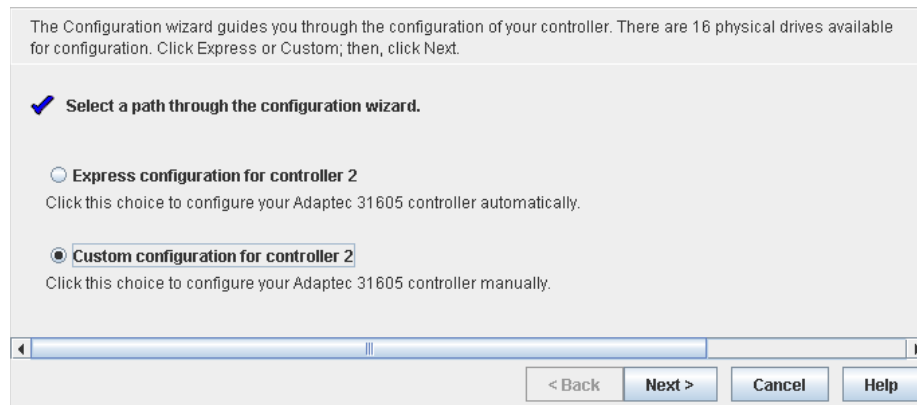 The Configuration wizard guides you through the configuration of your controller. There are 16 physical drives available
for configuration. Click Express or Custom; then, click Next.
Select a path through the configuration wizard.
Express configuration for controller 2
Click this choice to configure your Adaptec 31605 controller automatically.
Custom configuration for controller 2
Click this choice to configure your Adaptec 31605 controller manually.
< Back Next > Cancel Help